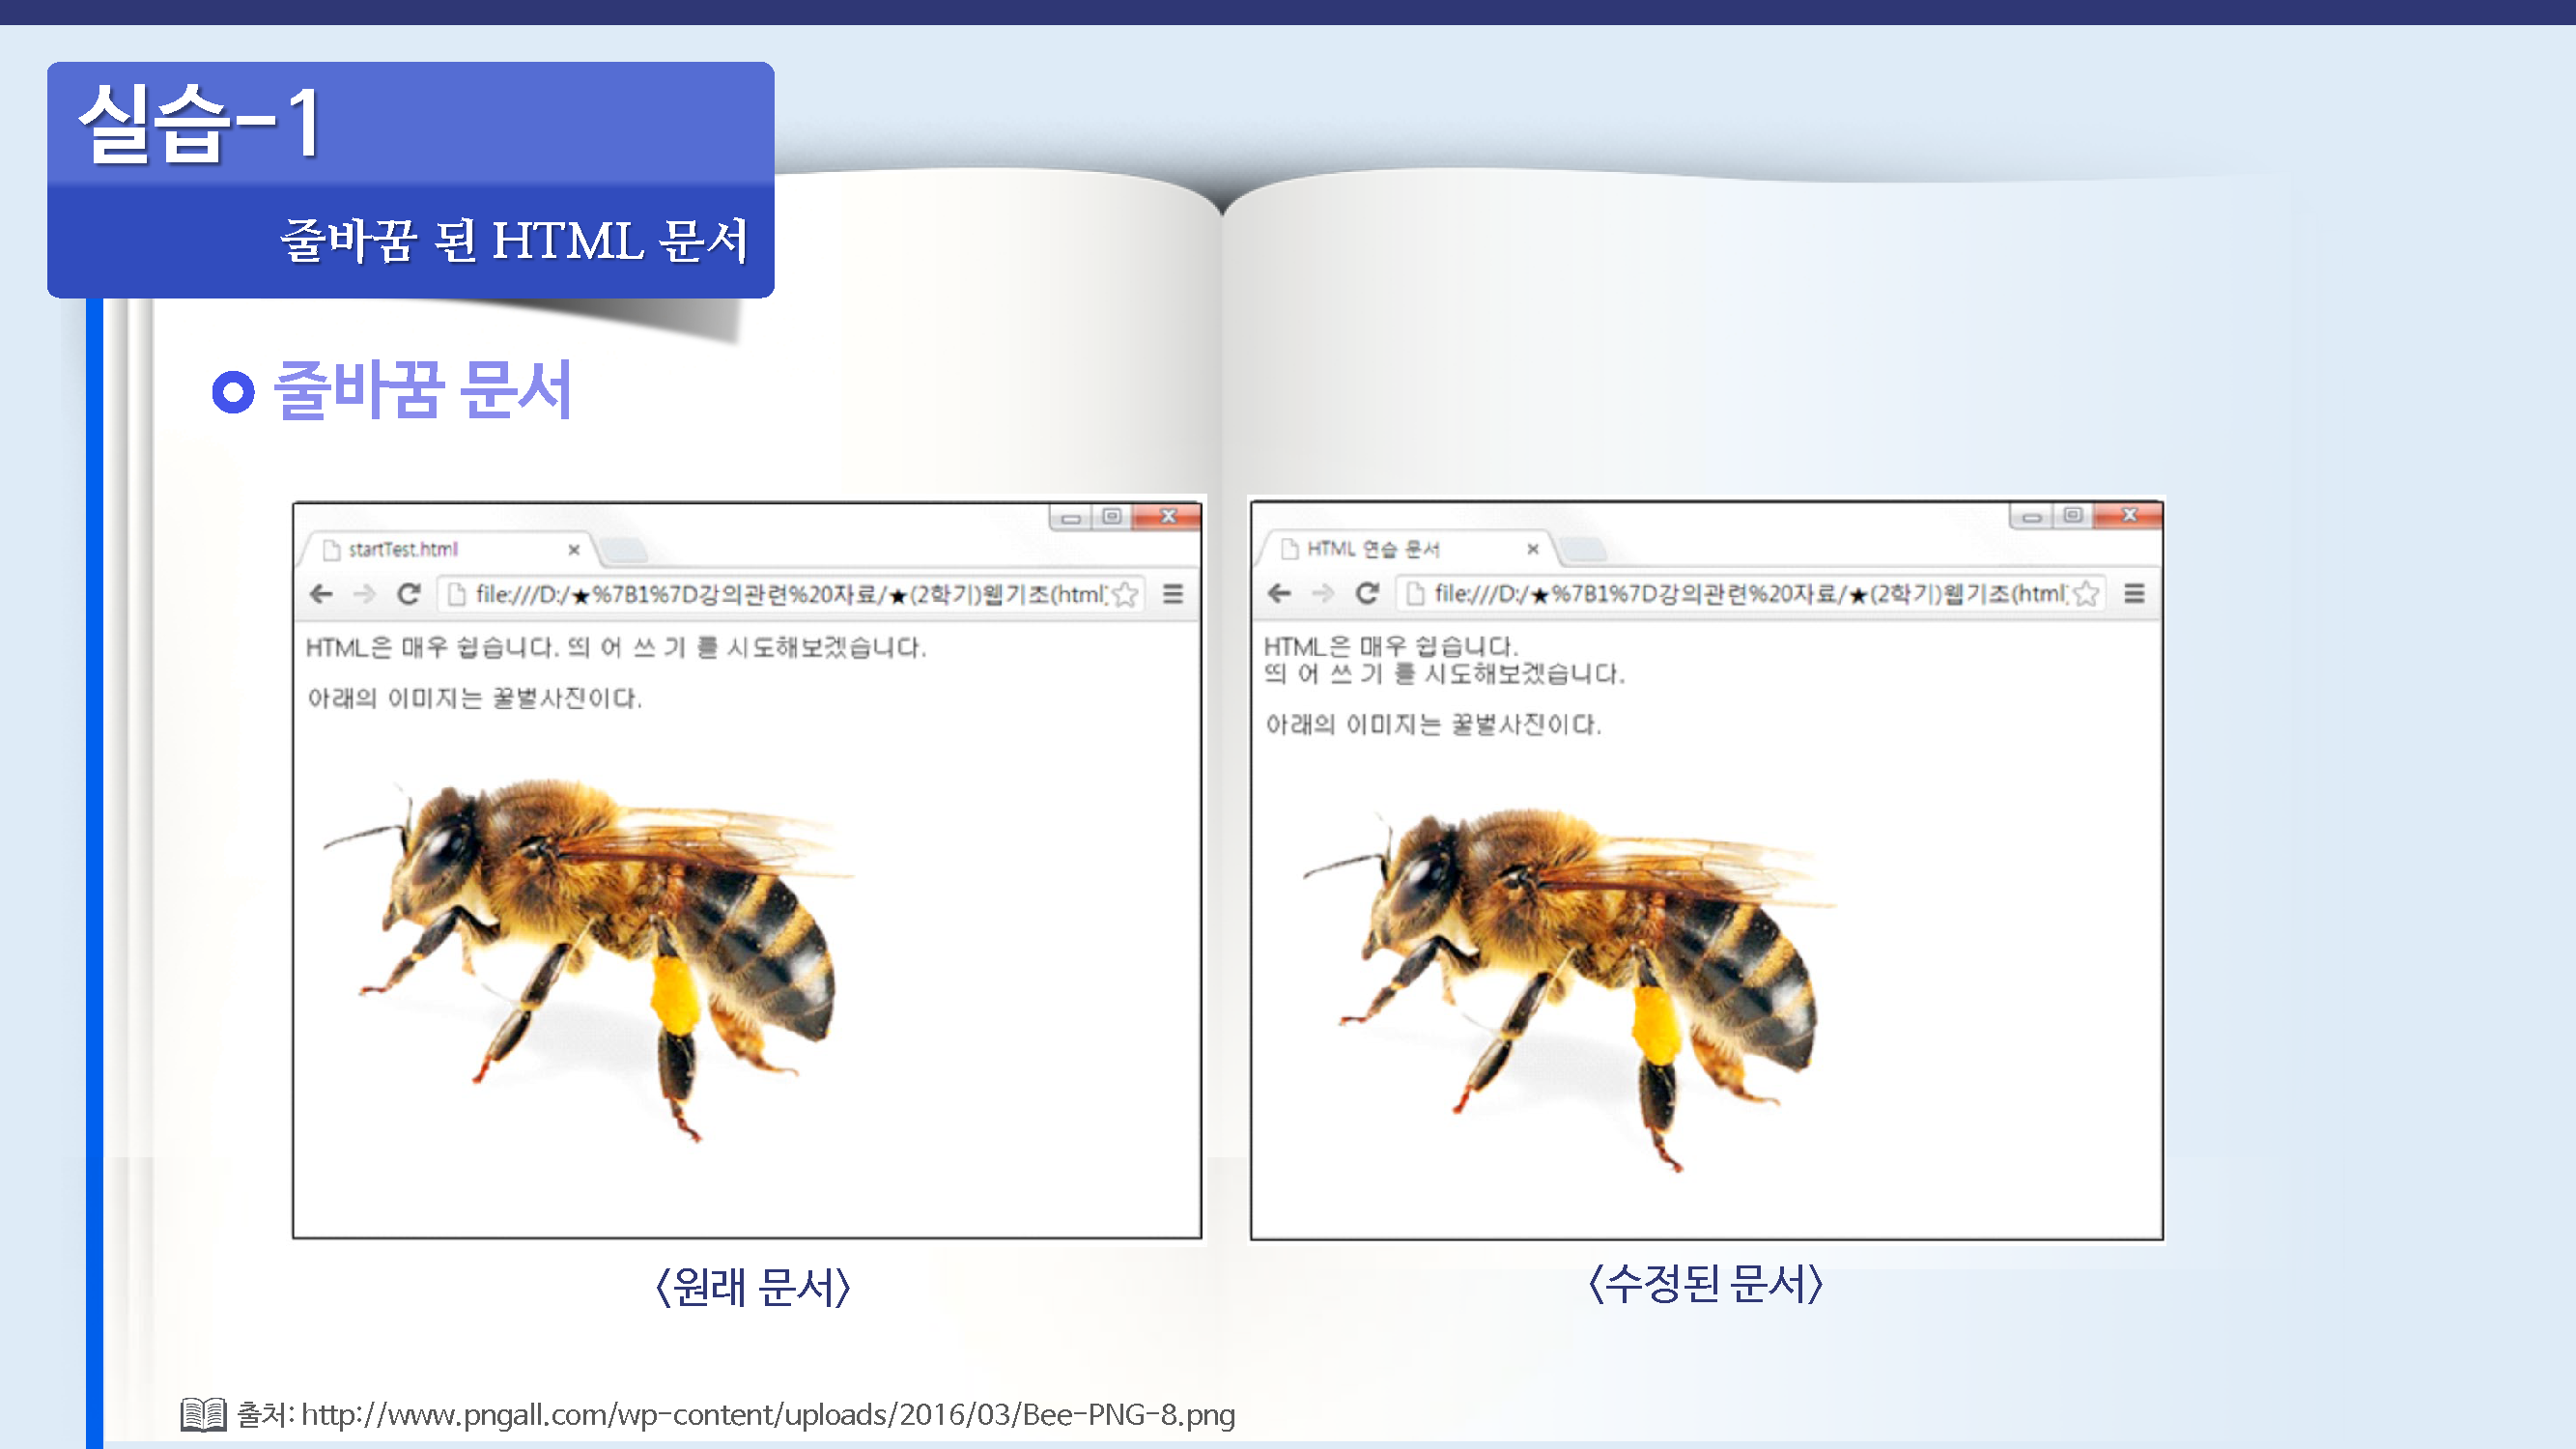 실습-1
줄바꿈 된 HTML 문서
줄바꿈 문서
startTest.html
file:///D:/★%7B1%7D강의관련%20자료/★(2학기)웹기초(html
HTML은 매우 쉽습니다. 띄 어 쓰 기 를 시도해보겠습니다.
아래의 이미지는 꿀벌사진이다.
<원래 문서>
HTML 연습 문서
file:///D:/★%7B1%7D강의관련%20자료/★(2학기)웹기초(html
HTML은 매우 쉽습니다.
띄 어 쓰 기 를 시도해보겠습니다.
아래의 이미지는 꿀벌사진이다.
<수정된 문서>
출처: http://www.pngall.com/wp-content/uploads/2016/03/Bee-PNG-8.png